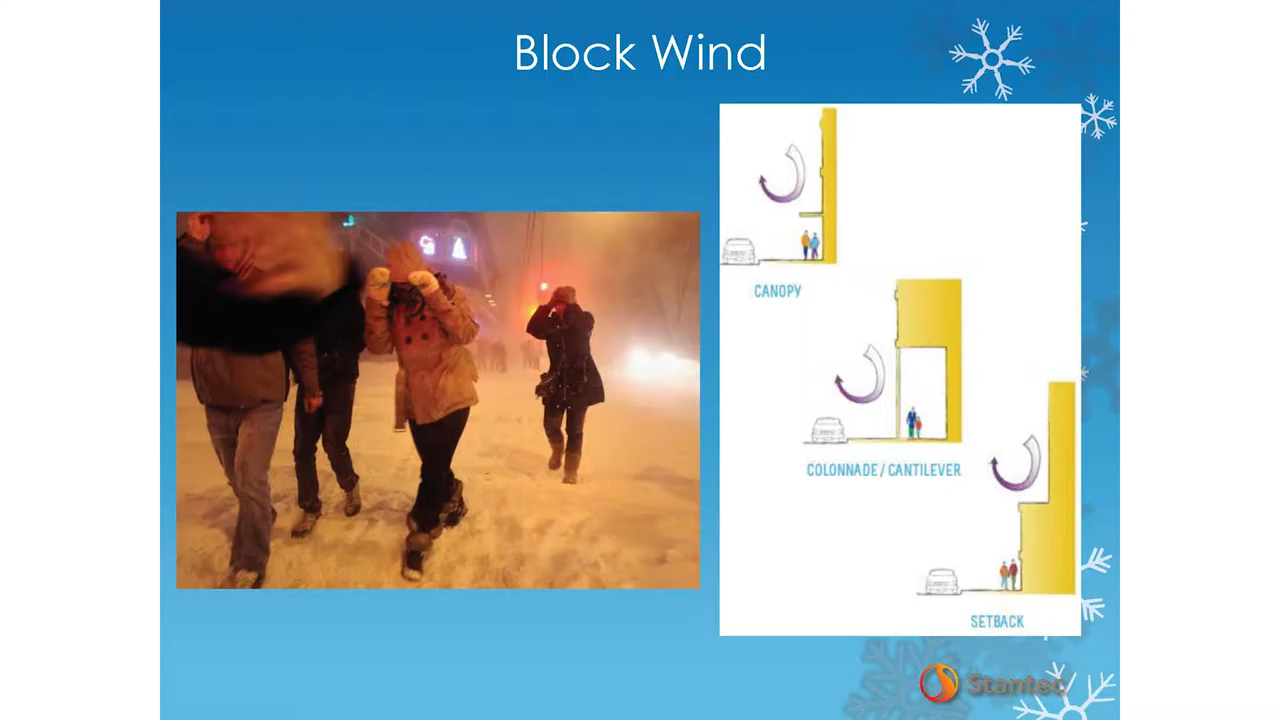 Block Wind
CANOPY
COLONNADE / CANTILEVER
SETBACK
Stantec